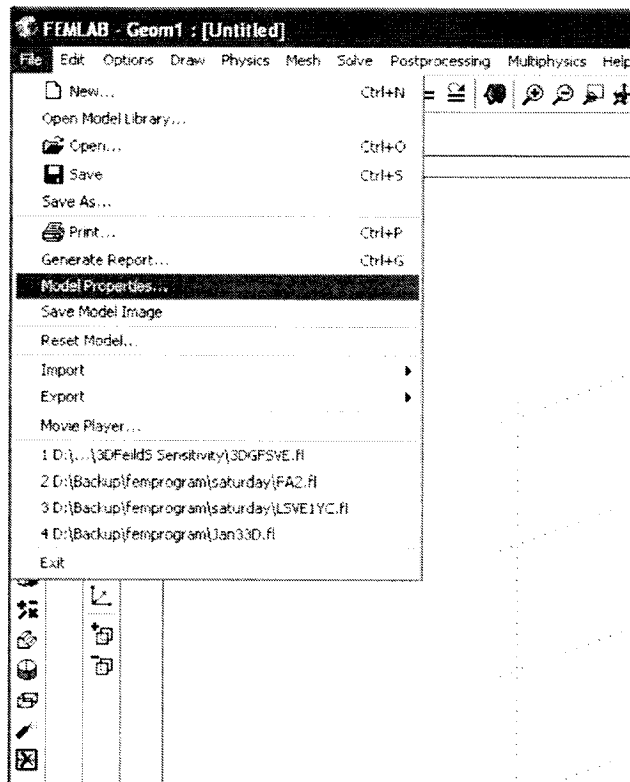 FEMLAB - Geom1 : [Untitled]
File Edit Options Draw Physics Mesh Solve Postprocessing Multiphysics Help
New... Ctrl+N
Open Model Library...
Open... Ctrl+O
Save Ctrl+S
Save As...
Print... Ctrl+P
Generate Report... Ctrl+G
Model Properties...
Save Model Image
Reset Model...
Import
Export
Movie Player...
1 D:\...\3DFeildS Sensitivity\3DGFSVE.fl
2 D:\Backup\femprogram\saturday\FA2.fl
3 D:\Backup\femprogram\saturday\LSVE1YC.fl
4 D:\Backup\femprogram\Jan33D.fl
Exit